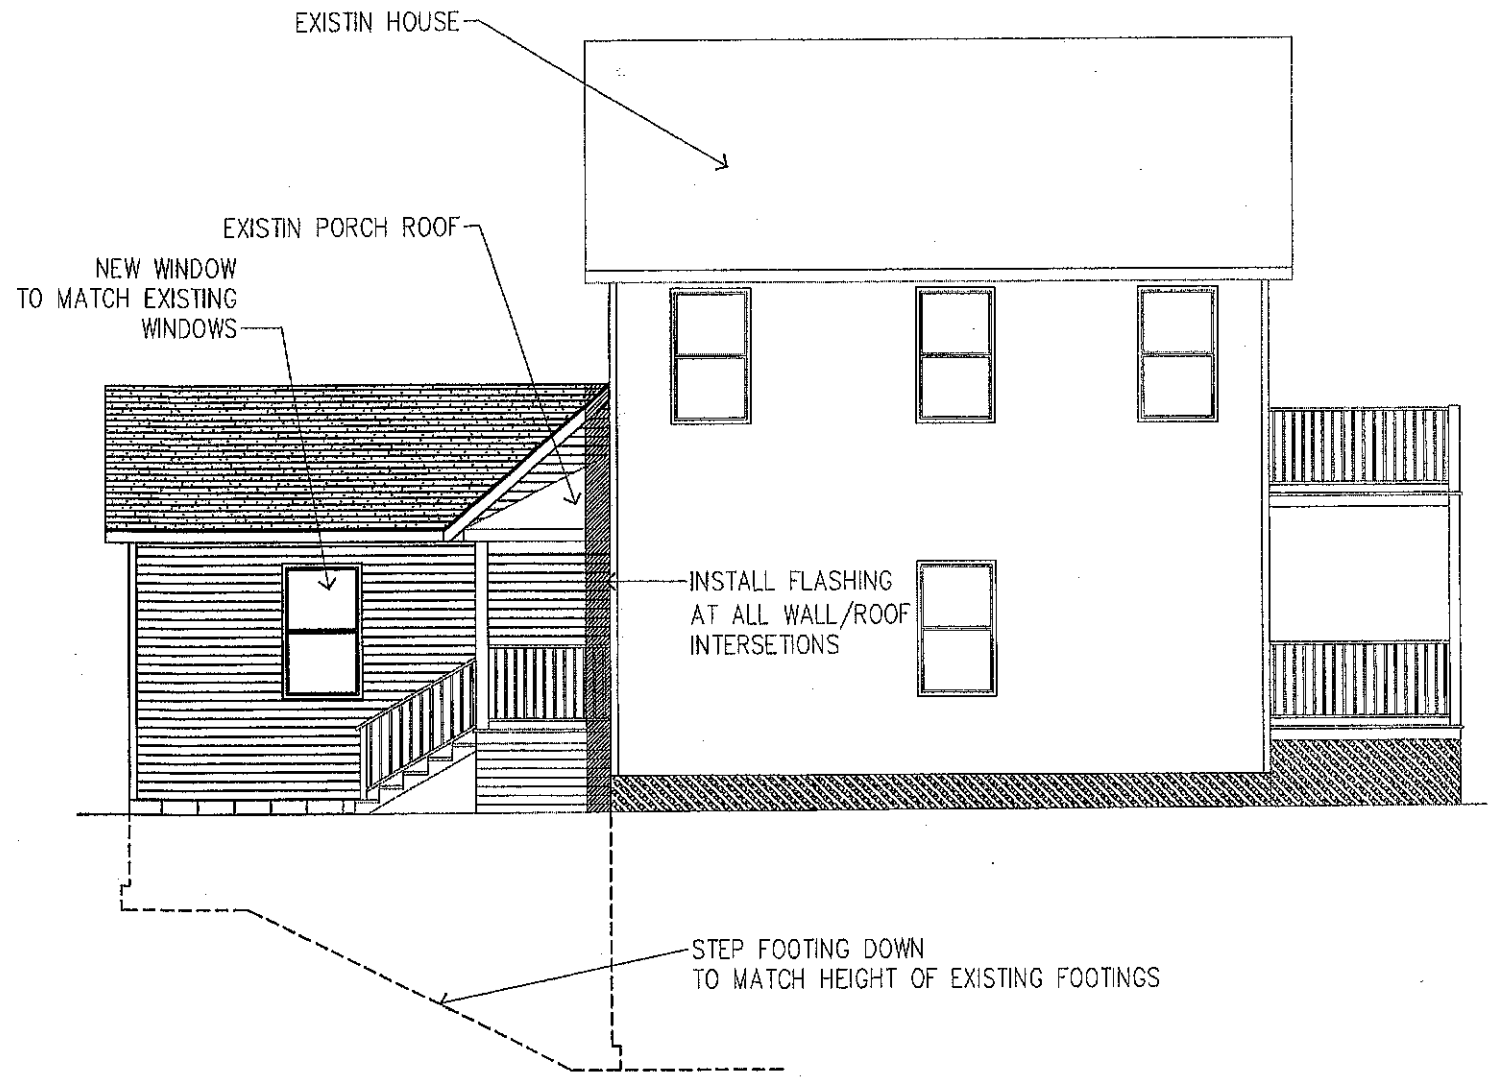 EXISTIN HOUSE
EXISTIN PORCH ROOF
NEW WINDOW
TO MATCH EXISTING
WINDOWS
INSTALL FLASHING
AT ALL WALL/ROOF
INTERSETIONS
STEP FOOTING DOWN
TO MATCH HEIGHT OF EXISTING FOOTINGS